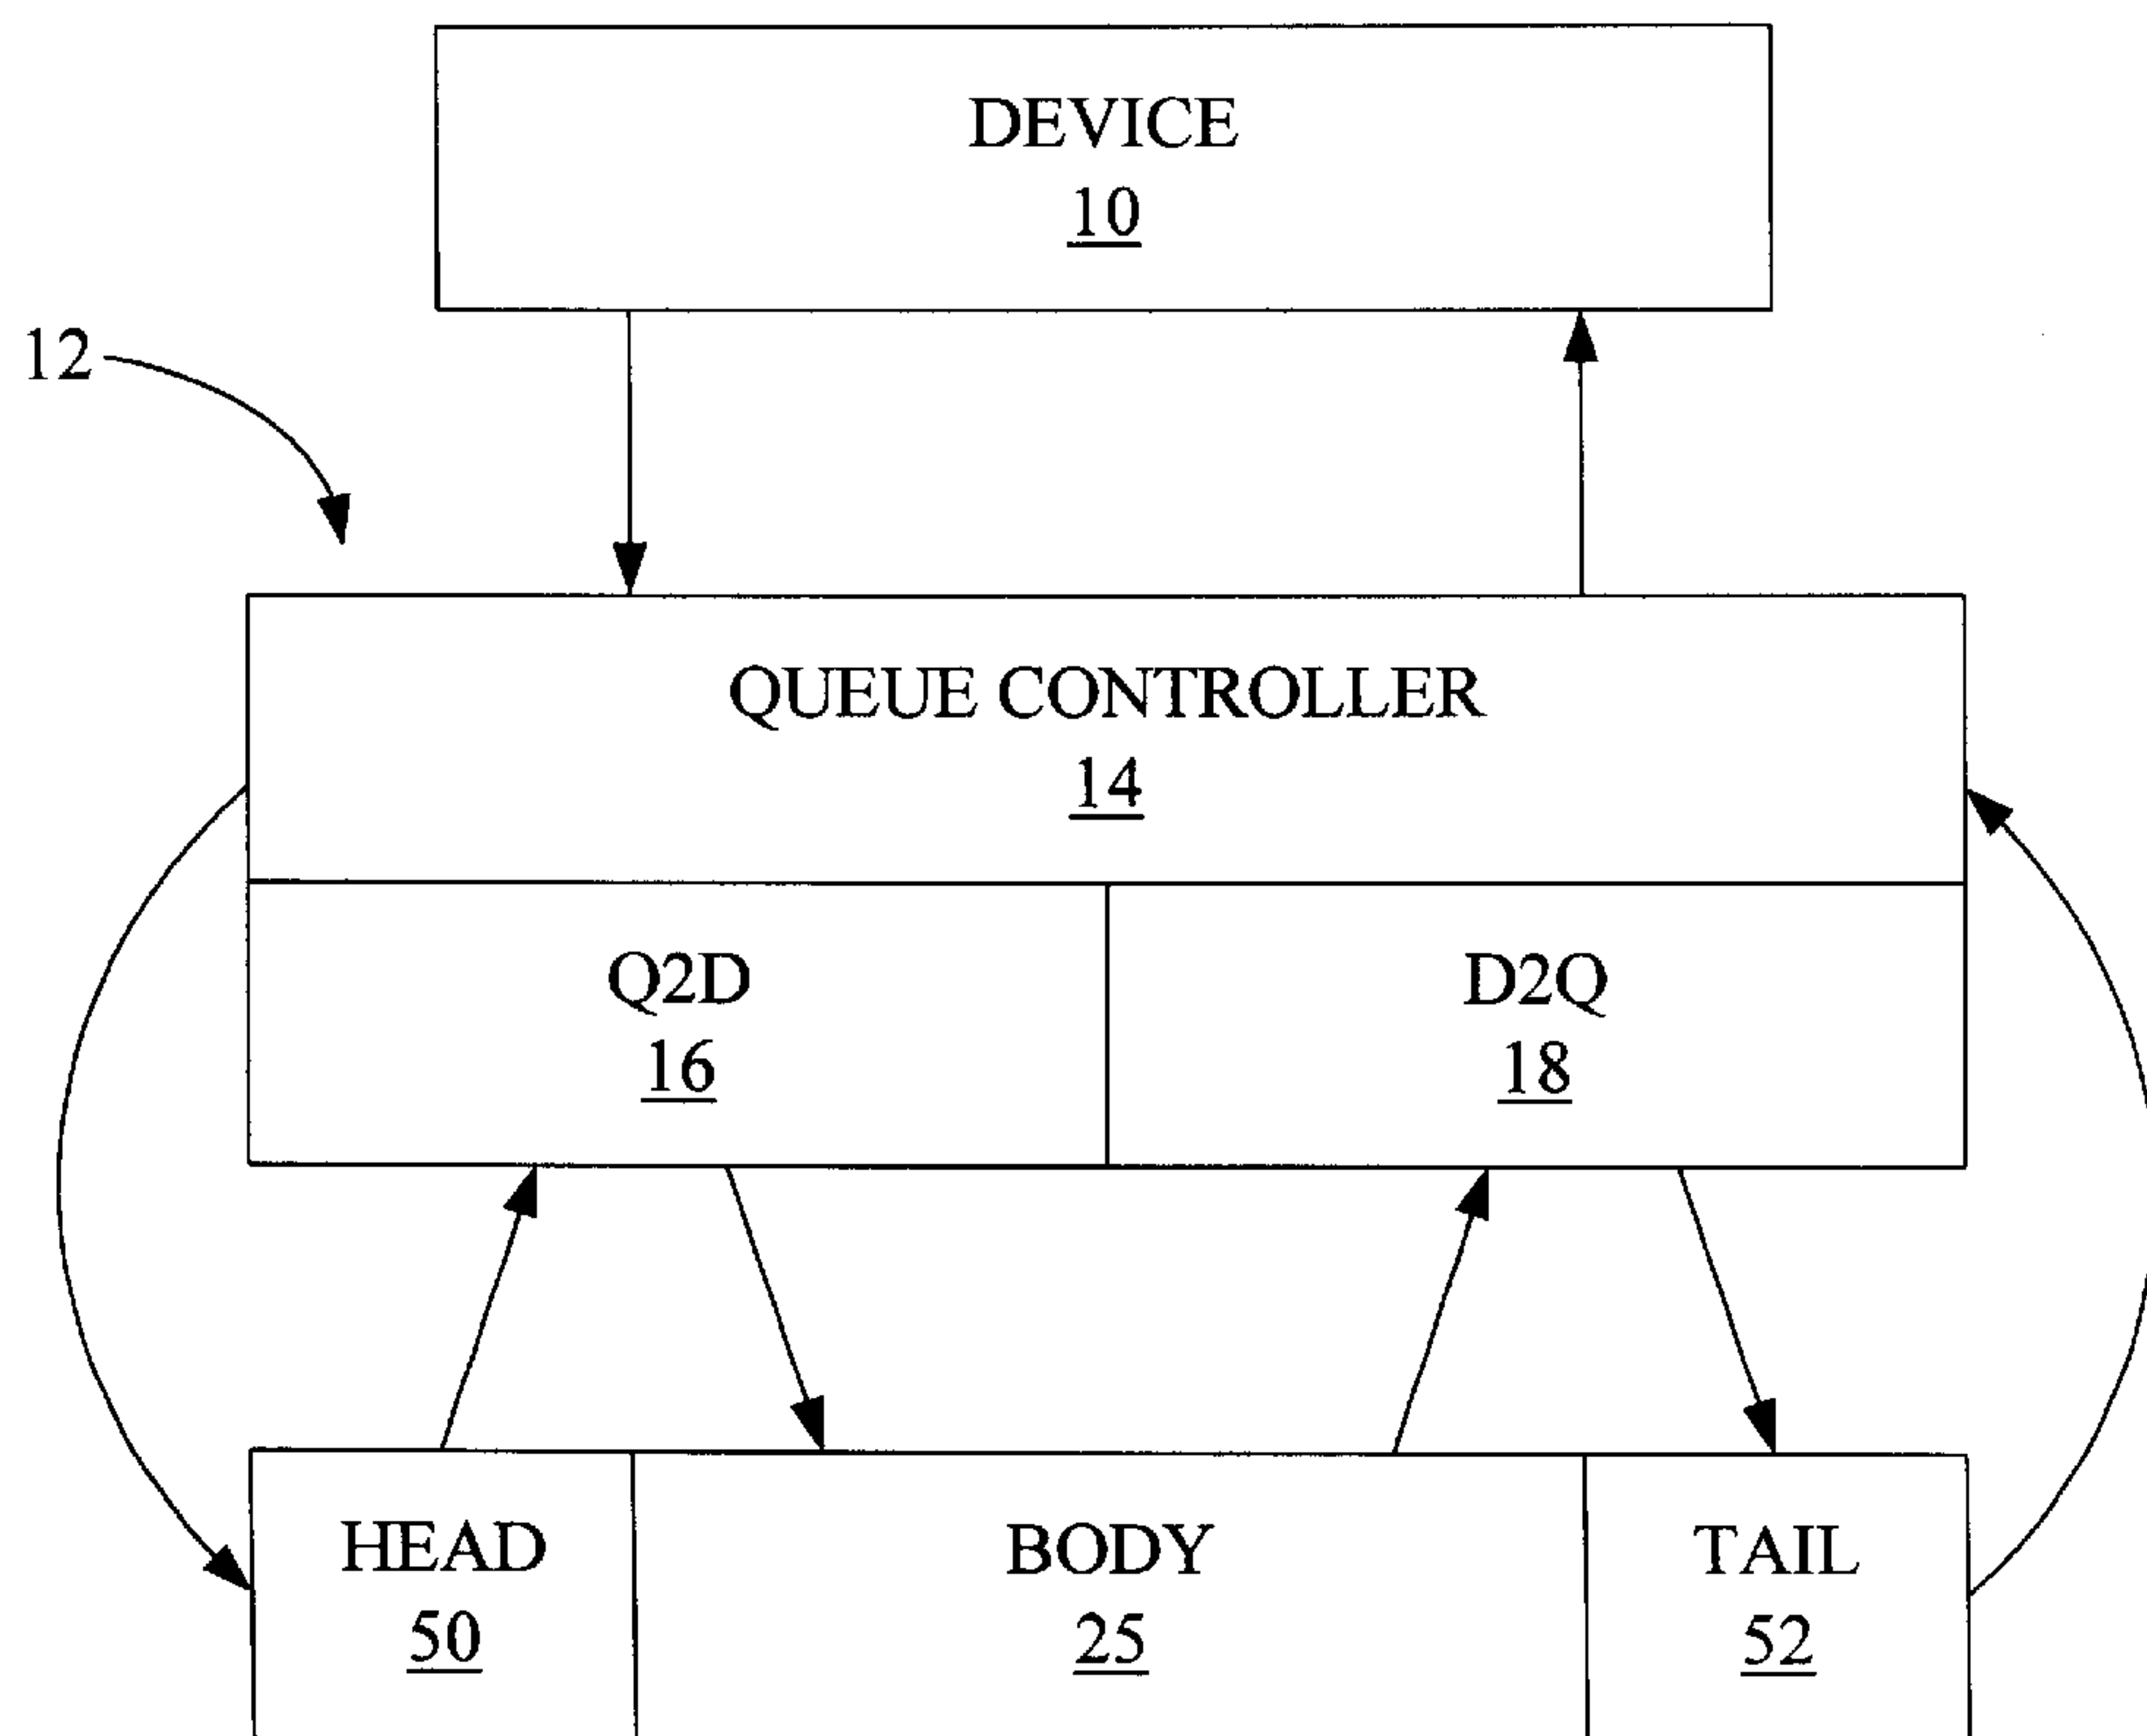 DEVICE
10
12
QUEUE CONTROLLER
14
Q2D
16
D2Q
18
HEAD
50
BODY
25
TAIL
52